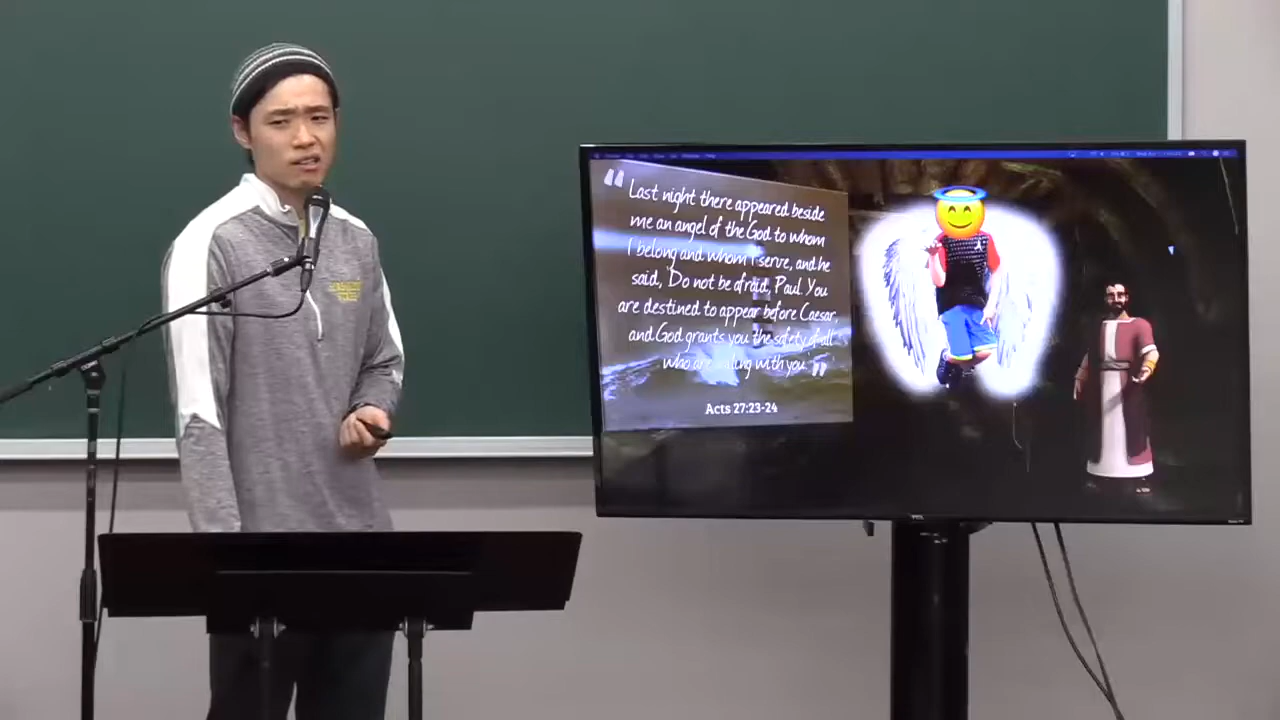 “ Last night there appeared beside
me an angel of the God to whom
I belong and whom I serve, and he
said, Do not be afraid, Paul. You
are destined to appear before Caesar,
and God grants you the safety of all
who are sailing with you. ”
Acts 27:23-24
TCL